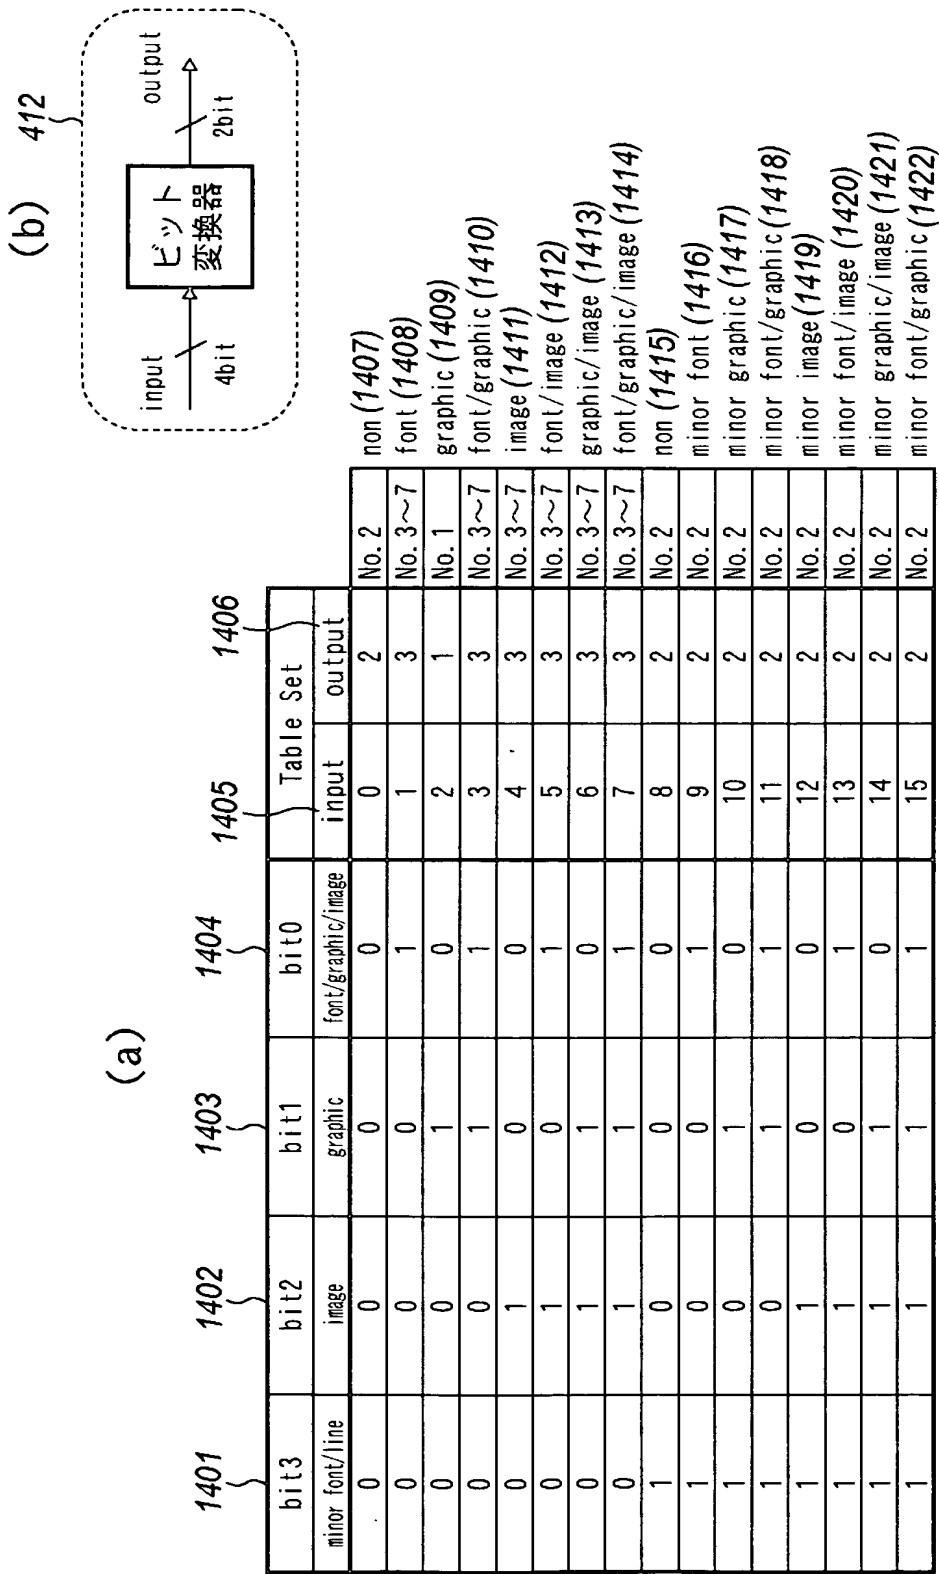 (a)
1401 1402 1403 1404 1405 1406
bit3 bit2 bit1 bit0 Table Set
minor font/line image graphic font/graphic/image input output
0 0 0 0 0 2 No. 2 non (1407)
0 0 0 1 1 3 No. 3~7 font (1408)
0 0 1 0 2 1 No. 1 graphic (1409)
0 0 1 1 3 3 No. 3~7 font/graphic (1410)
0 1 0 0 4 3 No. 3~7 image (1411)
0 1 0 1 5 3 No. 3~7 font/image (1412)
0 1 1 0 6 3 No. 3~7 graphic/image (1413)
0 1 1 1 7 3 No. 3~7 font/graphic/image (1414)
1 0 0 0 8 2 No. 2 non (1415)
1 0 0 1 9 2 No. 2 minor font (1416)
1 0 1 0 10 2 No. 2 minor graphic (1417)
1 0 1 1 11 2 No. 2 minor font/graphic (1418)
1 1 0 0 12 2 No. 2 minor image (1419)
1 1 0 1 13 2 No. 2 minor font/image (1420)
1 1 1 0 14 2 No. 2 minor graphic/image (1421)
1 1 1 1 15 2 No. 2 minor font/graphic (1422)
(b)
412
input
4bit
ビット
変換器
output
2bit